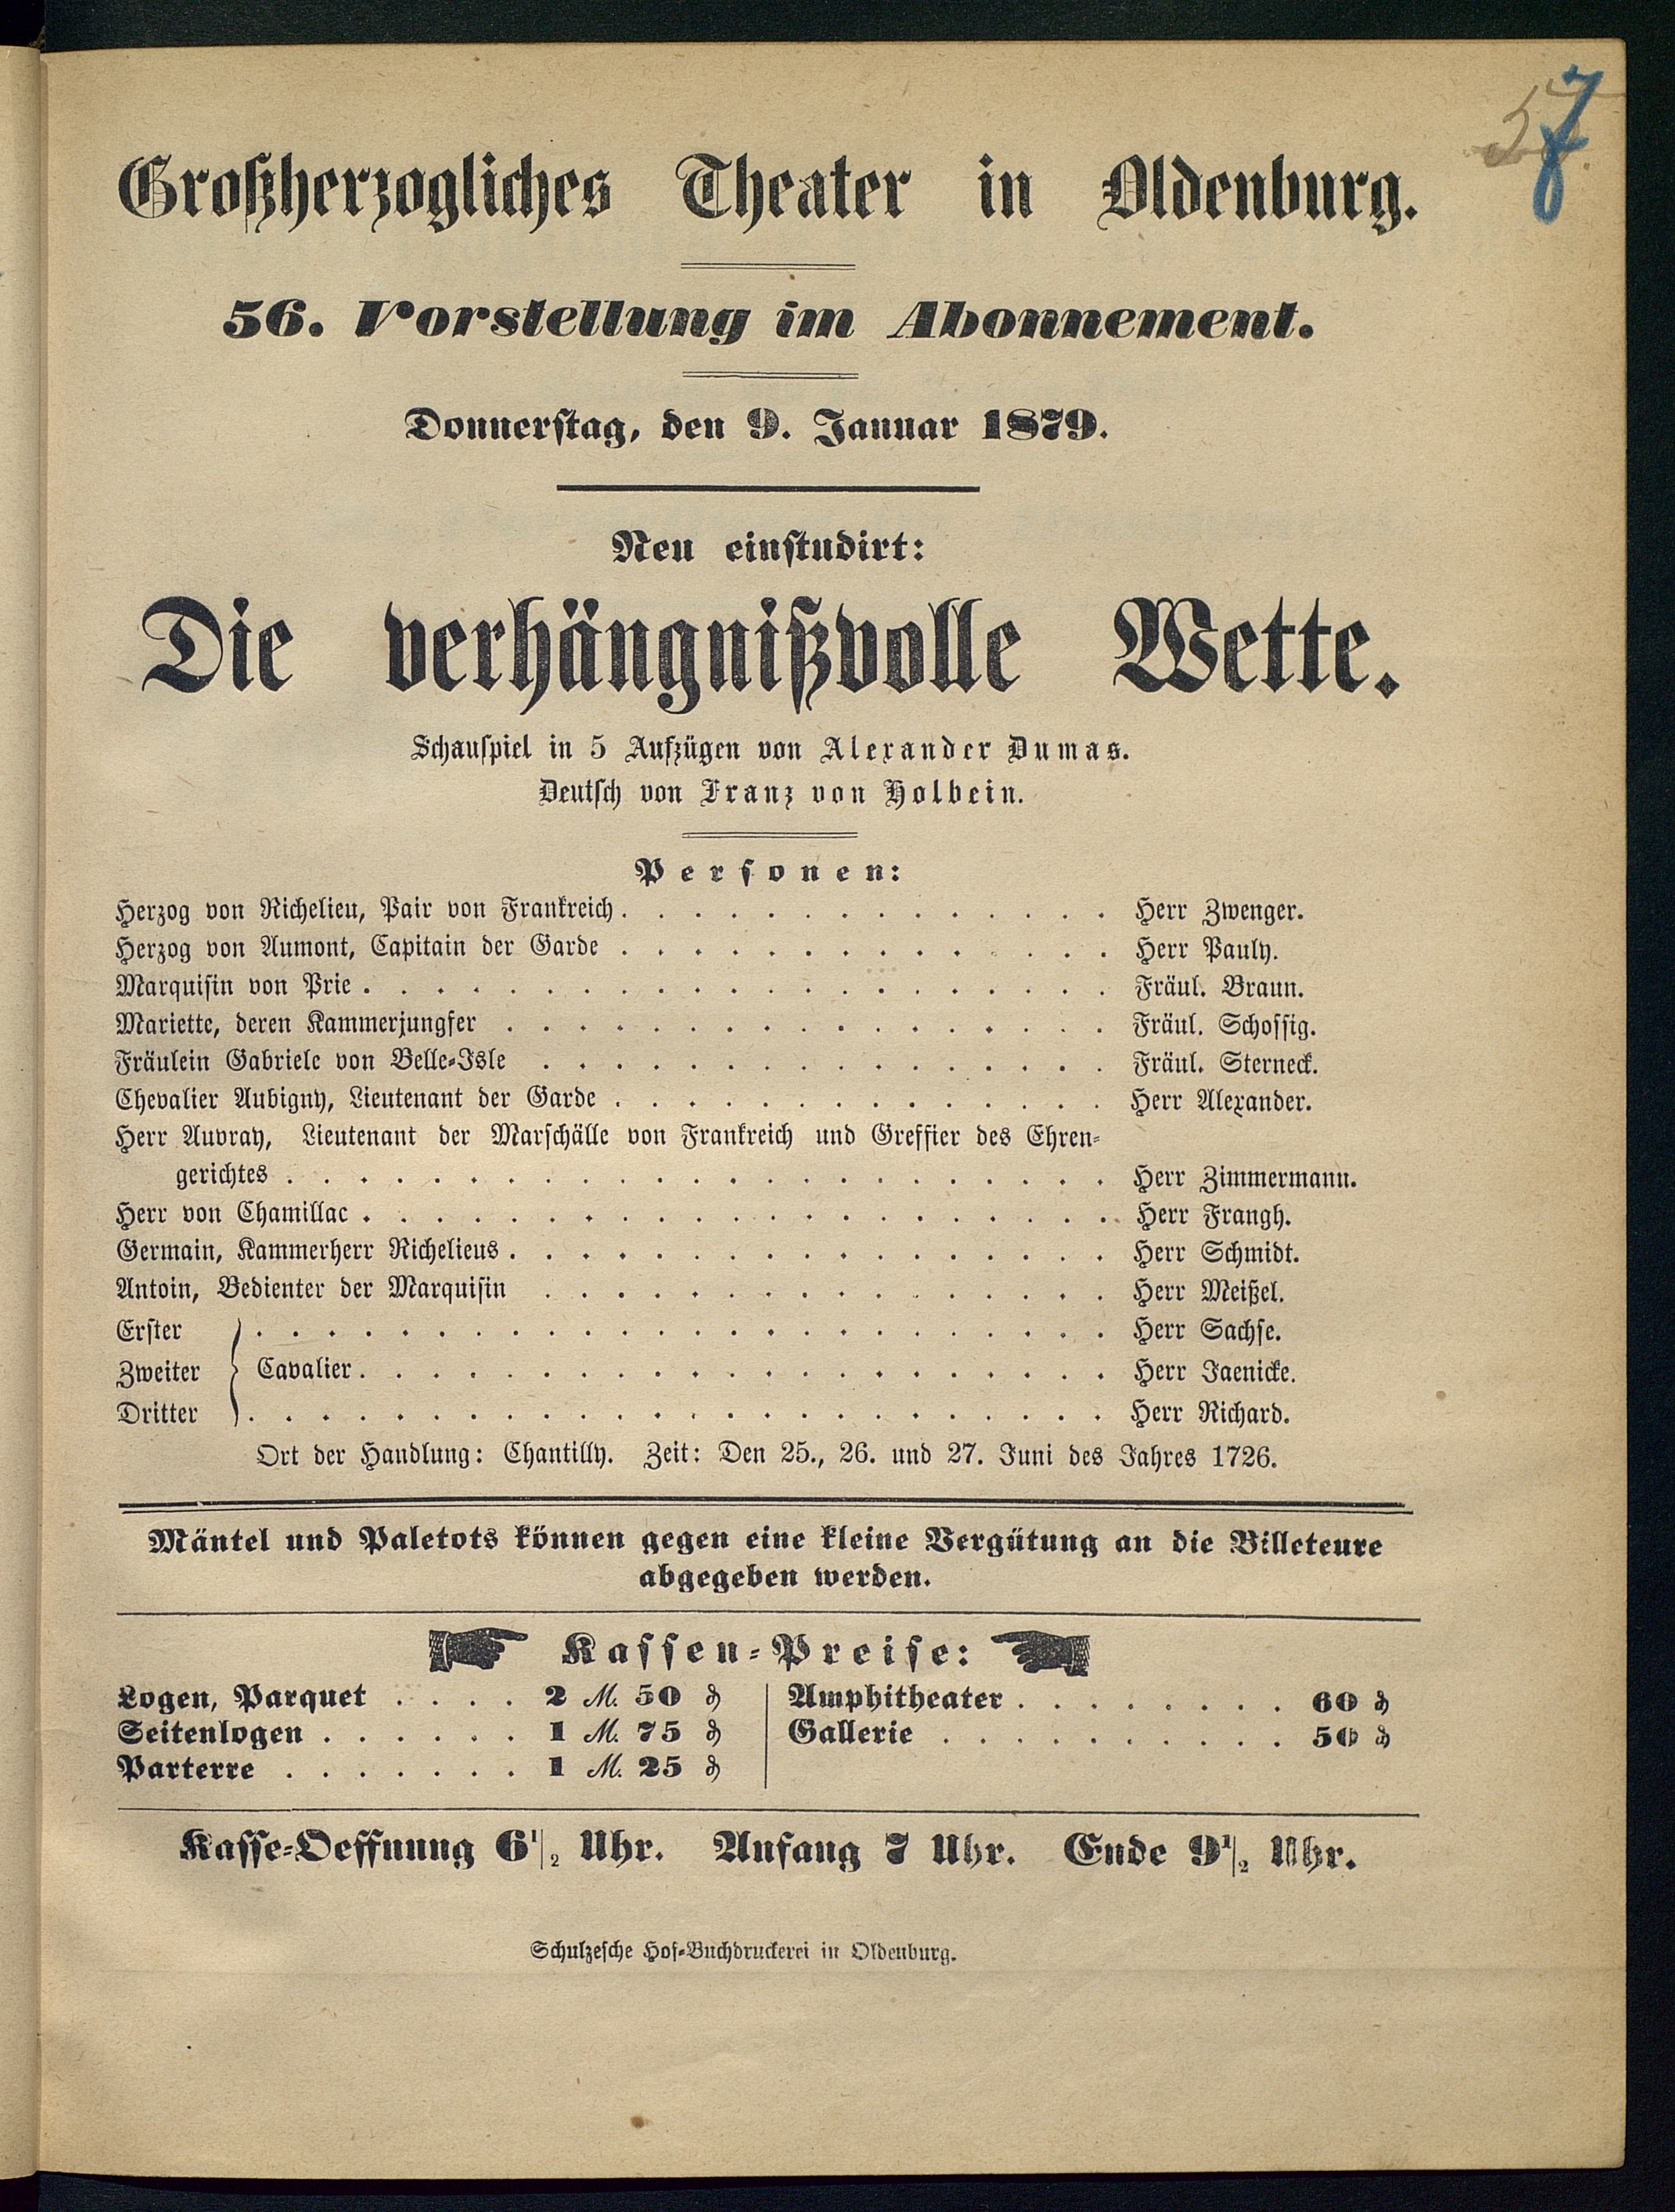 Großherzogliches Theater in Oldenburg.
56. Vorstellung im Abonnement.
Donnerstag, den 9. Januar 1879.
Neu einstudirt:
Die verhängnißvolle Wette.
Schauspiel in 5 Aufzügen von Alexander Dumas.
Deutsch von Franz von Holbein.
Personen:
Herzog von Richelieu, Pair von Frankreich . . . . . . . . . . . . . . Herr Zwenger.
Herzog von Aumont, Capitain der Garde . . . . . . . . . . . . . . Herr Pauly.
Marquisin von Prie . . . . . . . . . . . . . . . . . . . . . Fräul. Braun.
Mariette, deren Kammerjungfer . . . . . . . . . . . . . . . . . Fräul. Schossig.
Fräulein Gabriele von Belle-Isle . . . . . . . . . . . . . . . . Fräul. Sterneck.
Chevalier Aubigny, Lieutenant der Garde . . . . . . . . . . . . . . Herr Alexander.
Herr Auvray, Lieutenant der Marschälle von Frankreich und Greffier des Ehren-
gerichtes . . . . . . . . . . . . . . . . . . . . . . . Herr Zimmermann.
Herr von Chamillac . . . . . . . . . . . . . . . . . . . . . Herr Frangh.
Germain, Kammerherr Richelieus . . . . . . . . . . . . . . . . . Herr Schmidt.
Antoin, Bedienter der Marquisin . . . . . . . . . . . . . . . . Herr Meißel.
Erster . . . . . . . . . . . . . . . . . . . . . . . . Herr Sachse.
Zweiter } Cavalier . . . . . . . . . . . . . . . . . . . . . Herr Jaenicke.
Dritter . . . . . . . . . . . . . . . . . . . . . . . . Herr Richard.
Ort der Handlung: Chantilly. Zeit: Den 25., 26. und 27. Juni des Jahres 1726.
Mäntel und Paletots können gegen eine kleine Vergütung an die Billeteure
abgegeben werden.
Kassen-Preise:
Logen, Parquet . . . . 2 M. 50 ₰
Seitenlogen . . . . . . 1 M. 75 ₰
Parterre . . . . . . . 1 M. 25 ₰
Amphitheater . . . . . . . . 60 ₰
Gallerie . . . . . . . . . . 50 ₰
Kasse-Oeffnung 6 1/2 Uhr. Anfang 7 Uhr. Ende 9 1/2 Uhr.
Schulzesche Hof-Buchdruckerei in Oldenburg.